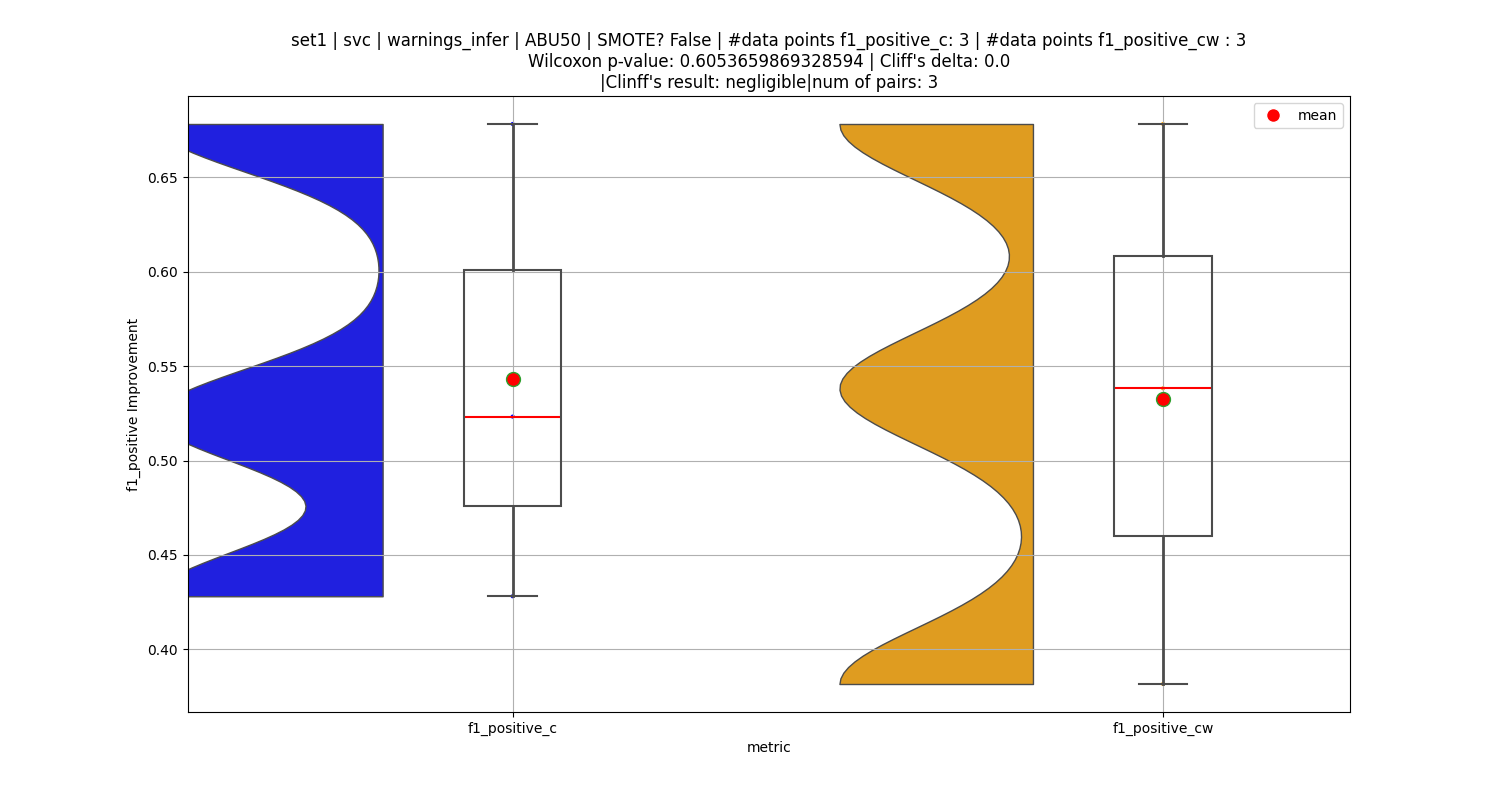 set1 | svc | warnings_infer | ABU50 | SMOTE? False | #data points f1_positive_c: 3 | #data points f1_positive_cw : 3
Wilcoxon p-value: 0.6053659869328594 | Cliff's delta: 0.0
|Clinff's result: negligible|num of pairs: 3
mean
0.65
0.60
0.55
0.50
0.45
0.40
f1_positive Improvement
f1_positive_c
f1_positive_cw
metric